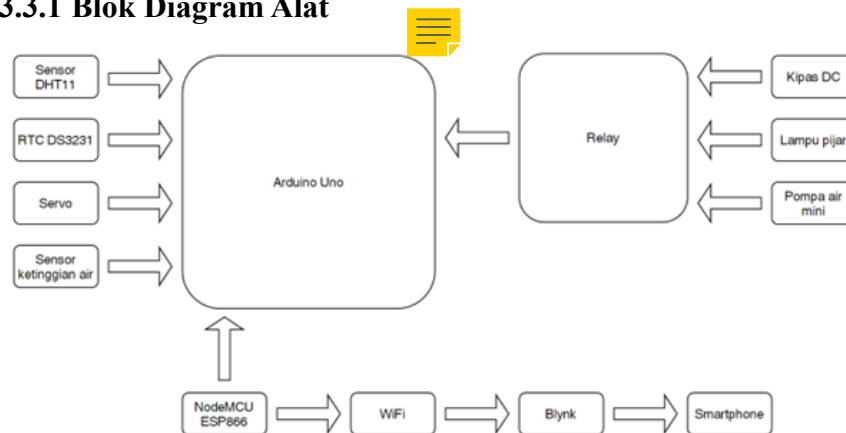 3.3.1 Blok Diagram Alat
Sensor
DHT11
RTC DS3231
Servo
Sensor
ketinggian air
Arduino Uno
Relay
Kipas DC
Lampu pijar
Pompa air
mini
NodeMCU
ESP866
WiFi
Blynk
Smartphone